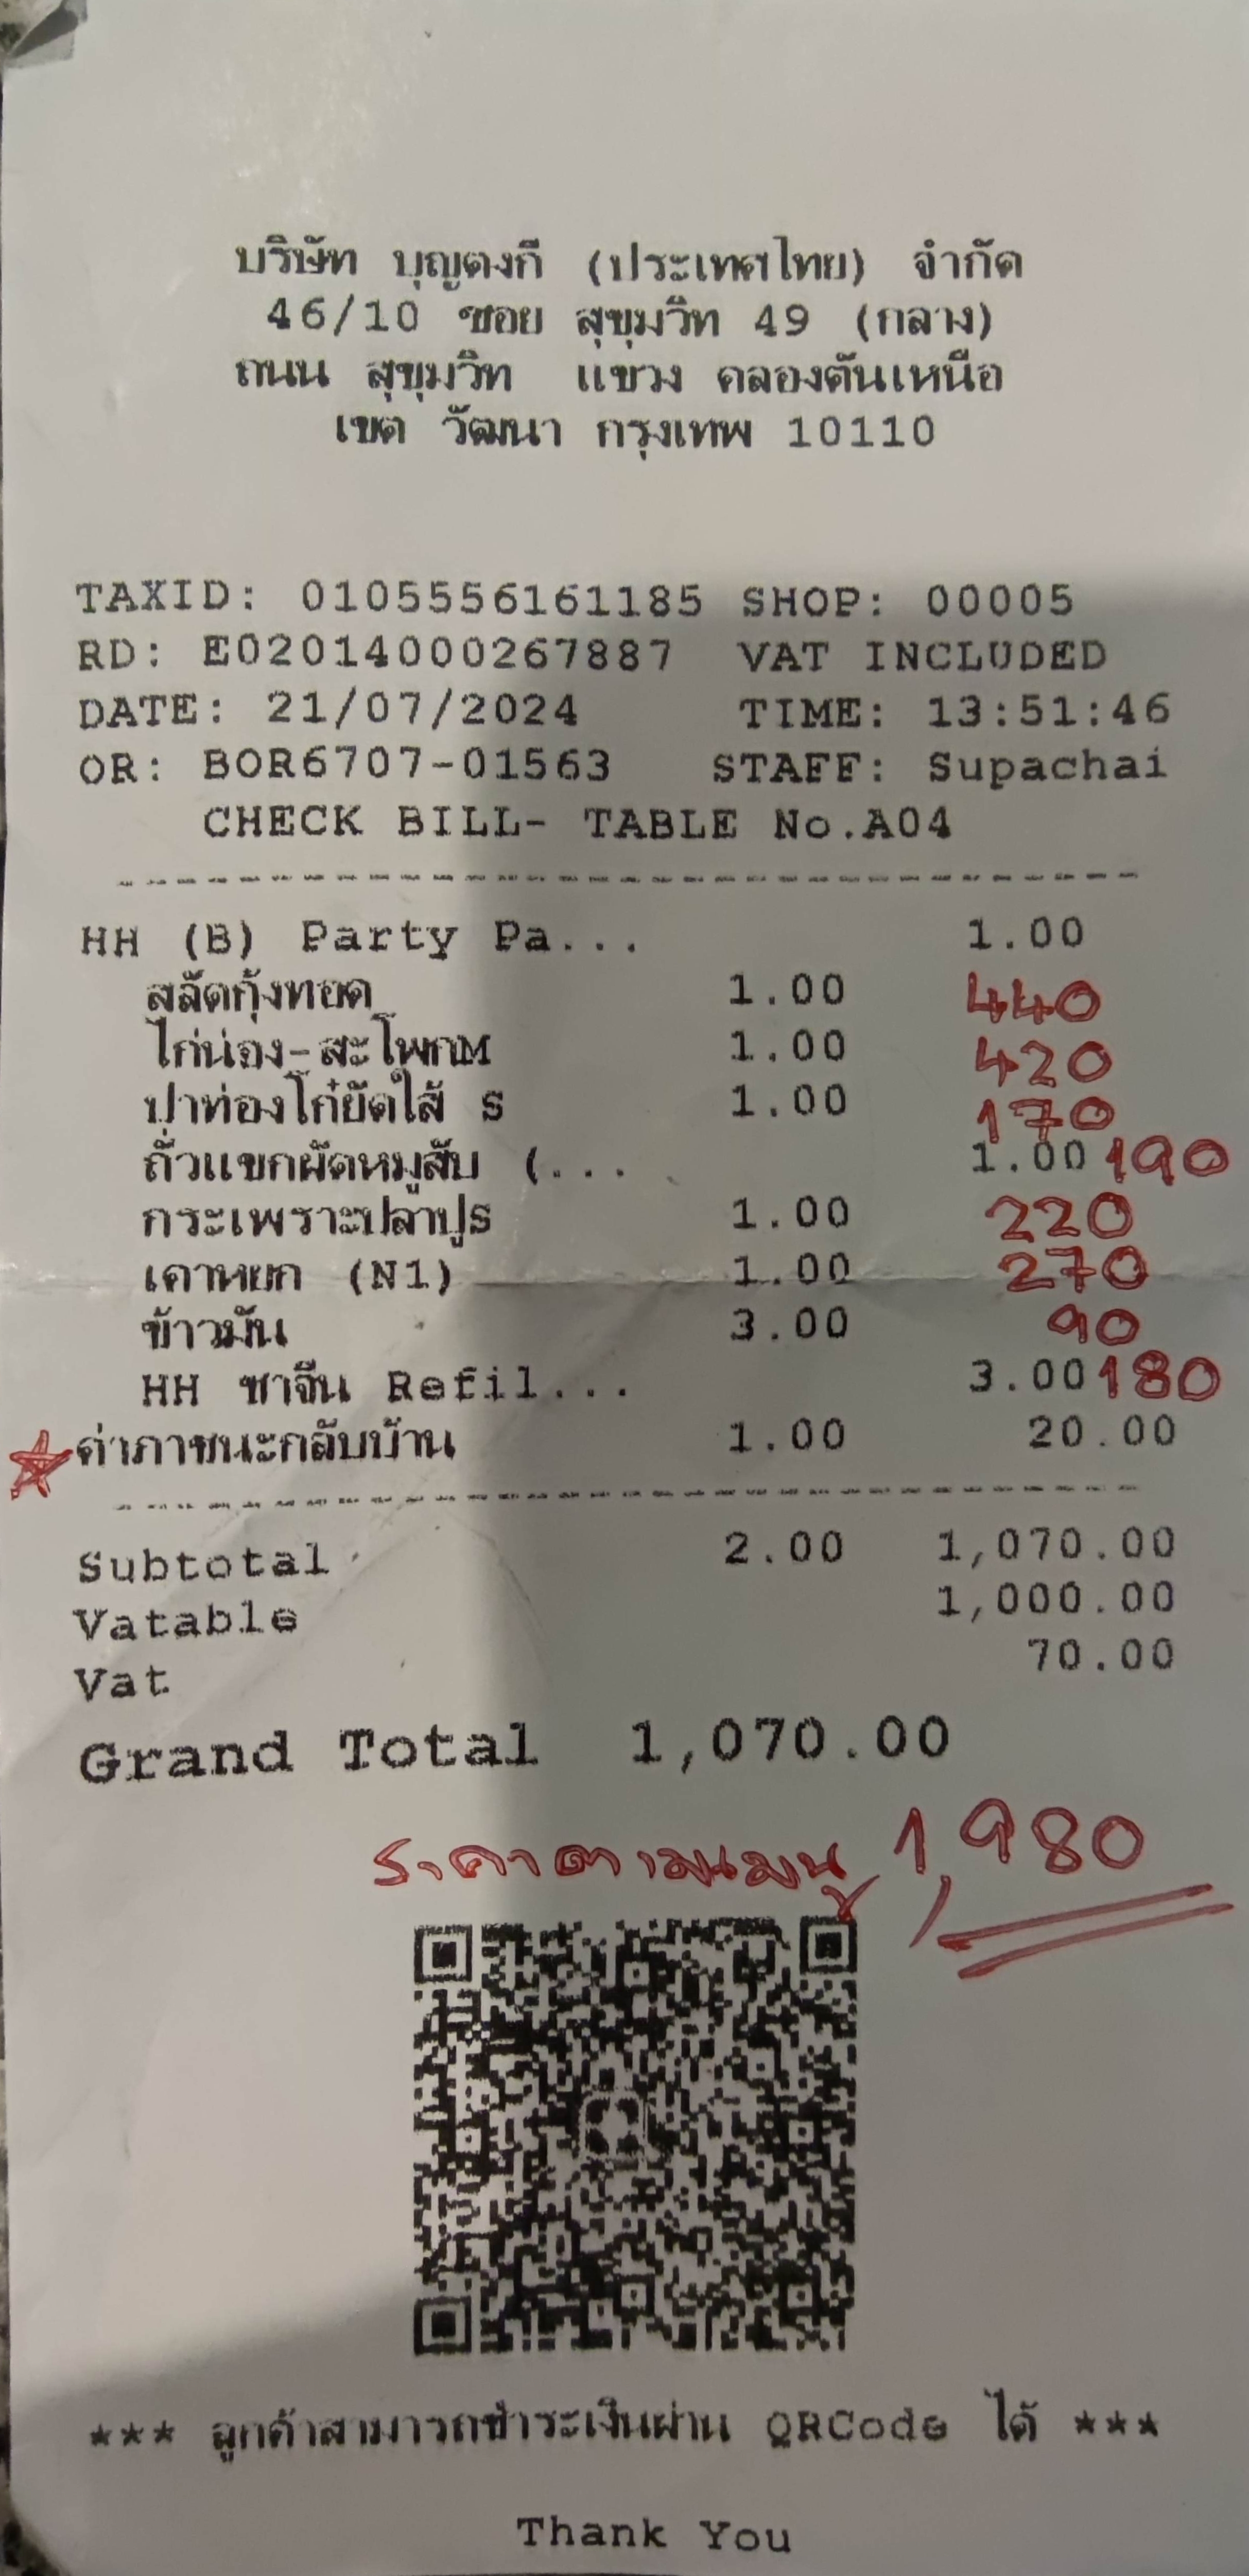 บริษัท บุญตงกี่ (ประเทศไทย) จำกัด
46/10 ซอย สุขุมวิท 49 (กลาง)
ถนน สุขุมวิท แขวง คลองตันเหนือ
เขต วัฒนา กรุงเทพ 10110
TAXID: 0105556161185 SHOP: 00005
RD: E02014000267887 VAT INCLUDED
DATE: 21/07/2024 TIME: 13:51:46
OR: BOR6707-01563 STAFF: Supachai
CHECK BILL- TABLE No.A04
HH (B) Party Pa... 1.00
สลัดกุ้งทอด 1.00 440
ไก่น่อง-สะโพกM 1.00 420
ปาท่องโก๋ยัดไส้ S 1.00 170
ถั่วแขกผัดหมูสับ (... 1.00 190
กระเพราะปลาปูS 1.00 220
เคาหยก (N1) 1.00 270
ข้าวมัน 3.00 90
HH ชาจีน Refil... 3.00 180
ค่าภาชนะกลับบ้าน 1.00 20.00
Subtotal 2.00 1,070.00
Vatable 1,000.00
Vat 70.00
Grand Total 1,070.00
ราคาตามเมนู 1,980
*** ลูกค้าสามารถชำระเงินผ่าน QRCode ได้ ***
Thank You